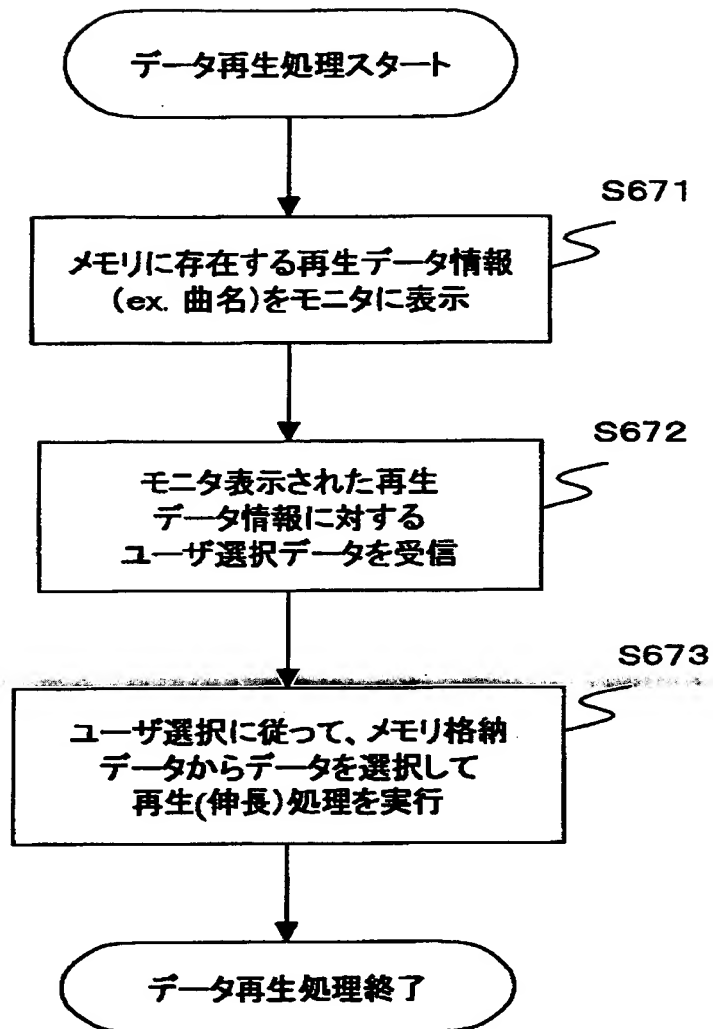 データ再生処理スタート
S671
メモリに存在する再生データ情報
(ex. 曲名)をモニタに表示
S672
モニタ表示された再生
データ情報に対する
ユーザ選択データを受信
S673
ユーザ選択に従って、メモリ格納
データからデータを選択して
再生(伸長)処理を実行
データ再生処理終了